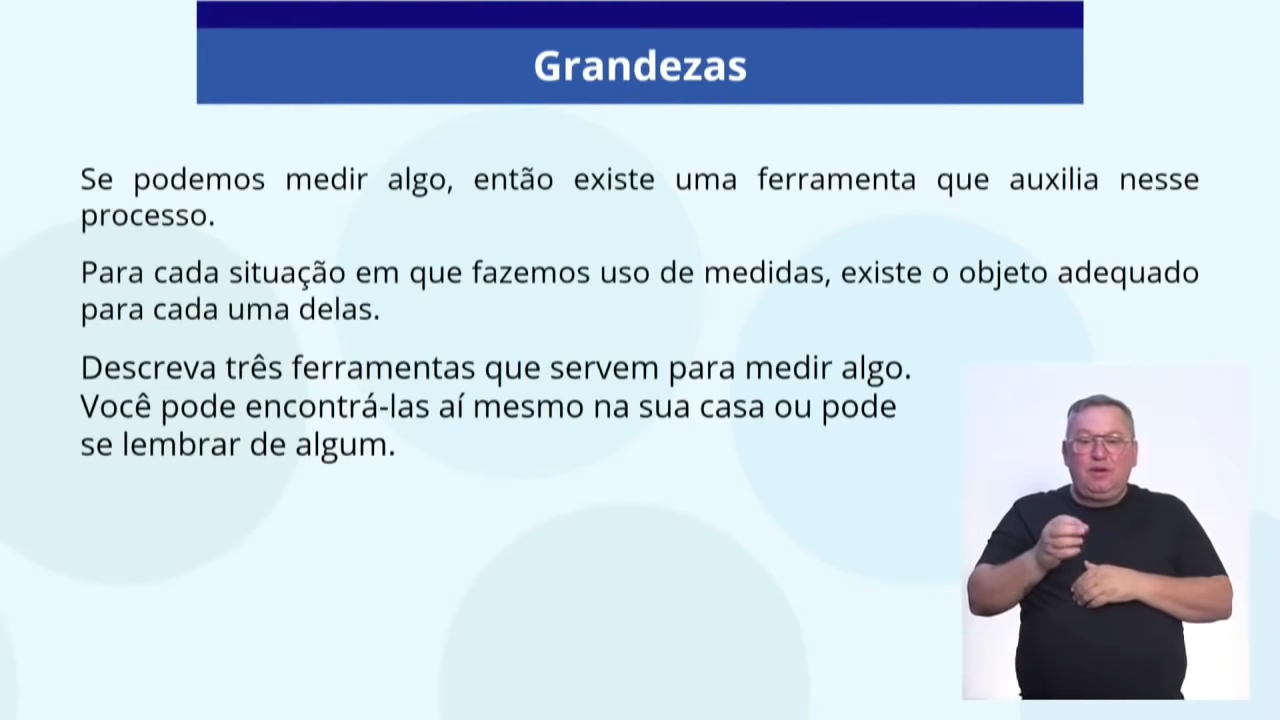 Grandezas
Se podemos medir algo, então existe uma ferramenta que auxilia nesse
processo.
Para cada situação em que fazemos uso de medidas, existe o objeto adequado
para cada uma delas.
Descreva três ferramentas que servem para medir algo.
Você pode encontrá-las aí mesmo na sua casa ou pode
se lembrar de algum.